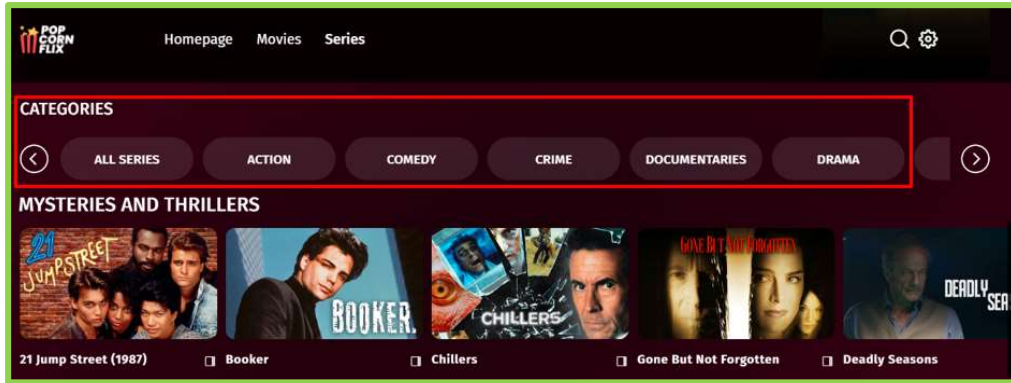 POP
CORN
FLIX
Homepage Movies Series
CATEGORIES
ALL SERIES ACTION COMEDY CRIME DOCUMENTARIES DRAMA
MYSTERIES AND THRILLERS
21
JUMP STREET
BOOKER.
CHILLERS
GONE BUT NOT FORGOTTEN
DEADLY
SEA
21 Jump Street (1987) Booker Chillers Gone But Not Forgotten Deadly Seasons